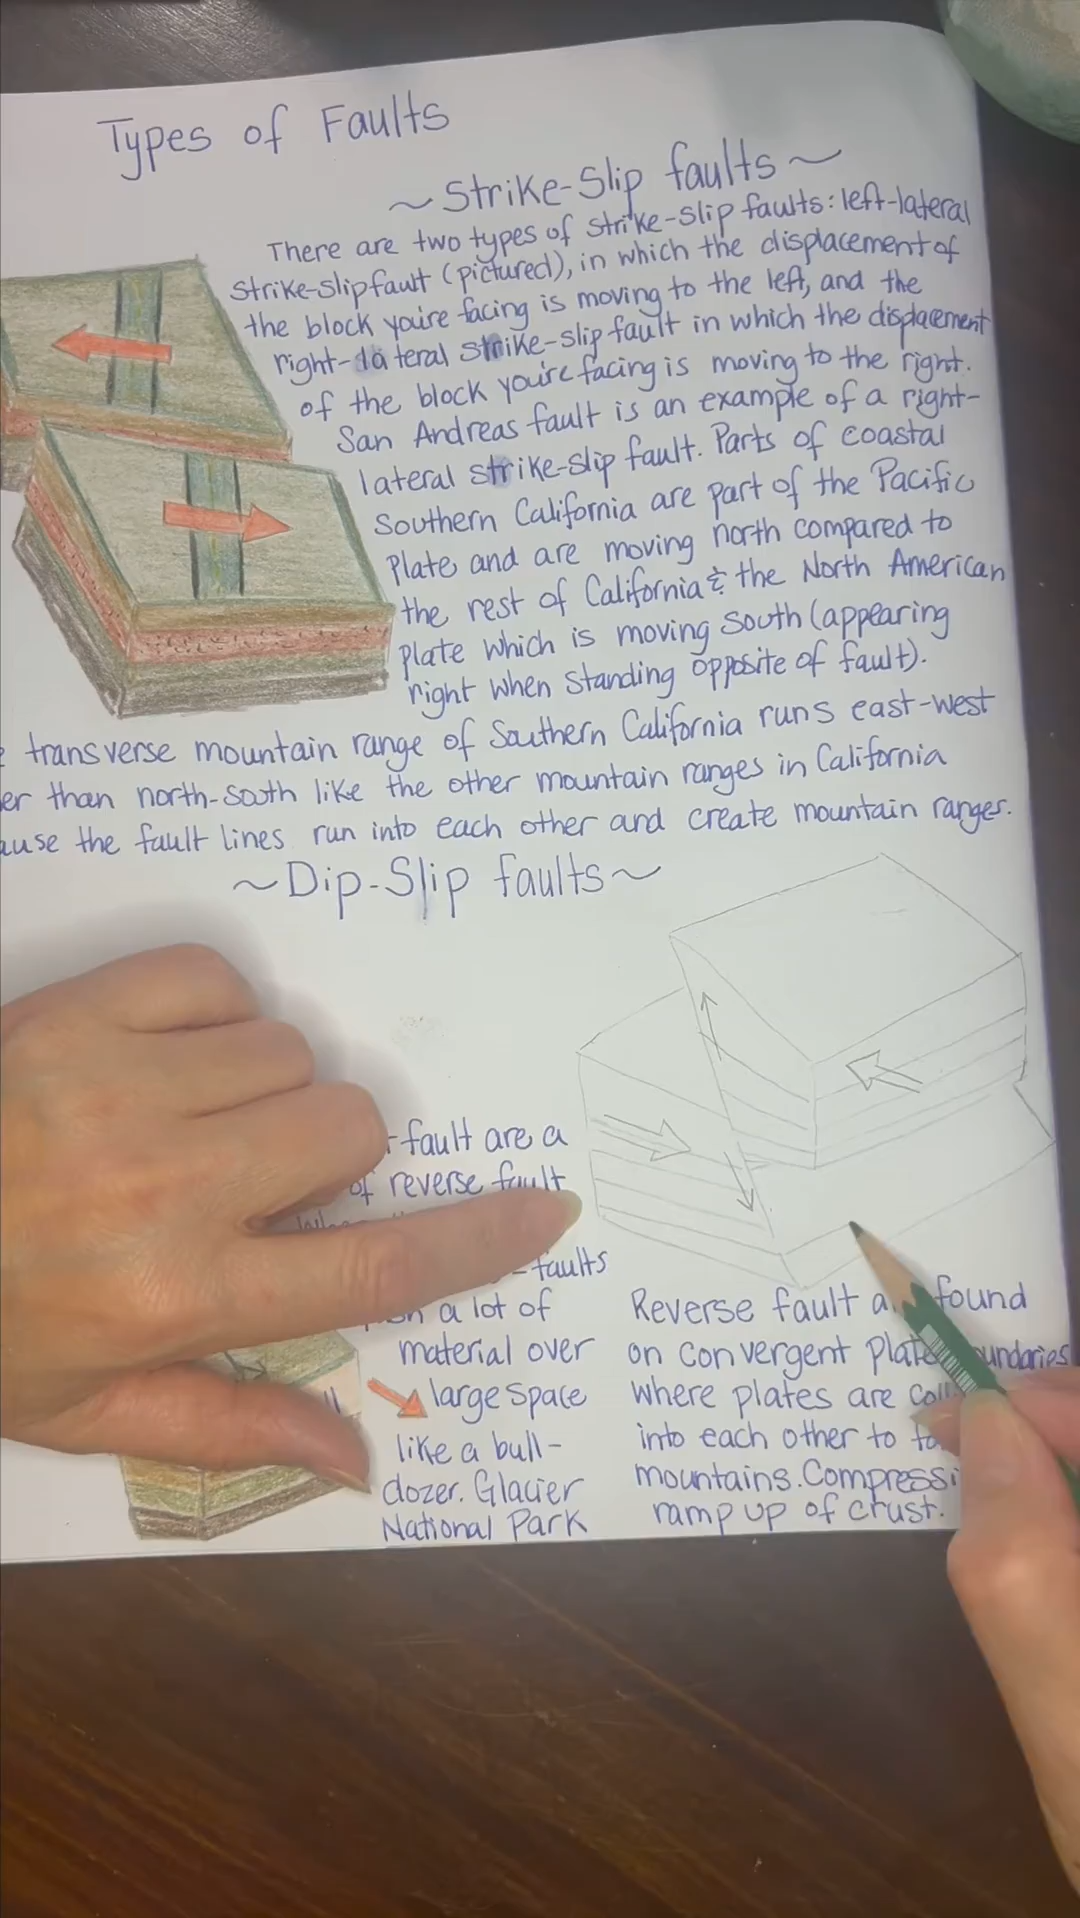 Types of Faults
~Strike-Slip faults~
There are two types of strike-slip faults: left-lateral
strike-slip fault (pictured), in which the displacement of
the block you're facing is moving to the left, and the
right-lateral strike-slip fault in which the displacement
of the block you're facing is moving to the right.
San Andreas fault is an example of a right-
lateral strike-slip fault. Parts of coastal
Southern California are part of the Pacific
Plate and are moving north compared to
the rest of California & the North American
plate which is moving South (appearing
right when standing opposite of fault).
transverse mountain range of Southern California runs east-west
than north-south like the other mountain ranges in California
the fault lines run into each other and create mountain ranges.
~Dip-Slip faults~
-fault are a
of reverse fault
-faults
a lot of
material over
large space
like a bull-
dozer. Glacier
National Park
Reverse fault found
on convergent
where plates are
into each other to
mountains.
ramp up of crust.